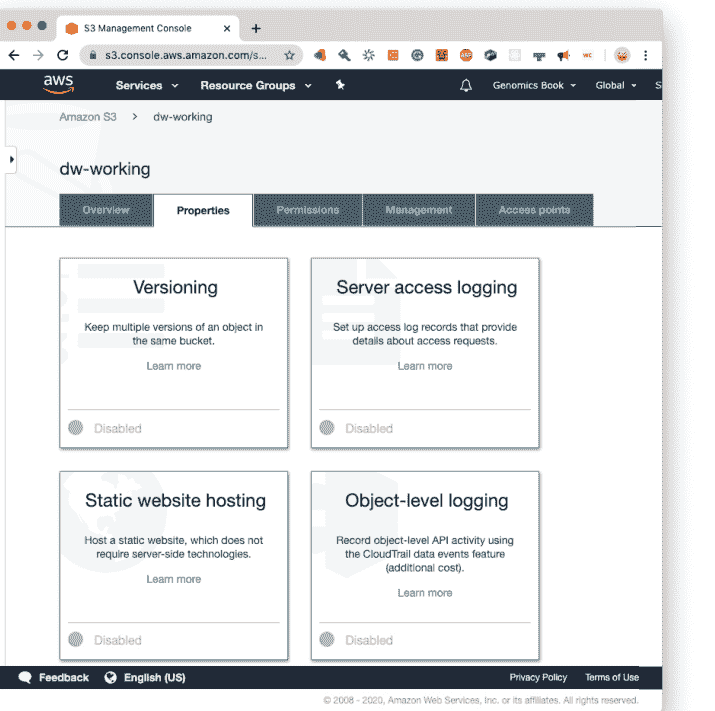 S3 Management Console
s3.console.aws.amazon.com/s...
aws Services Resource Groups Genomics Book Global S
Amazon S3 > dw-working
dw-working
Overview Properties Permissions Management Access points
Versioning
Keep multiple versions of an object in
the same bucket.
Learn more
Disabled
Server access logging
Set up access log records that provide
details about access requests.
Learn more
Disabled
Static website hosting
Host a static website, which does not
require server-side technologies.
Learn more
Disabled
Object-level logging
Record object-level API activity using
the CloudTrail data events feature
(additional cost).
Learn more
Disabled
Feedback English (US) Privacy Policy Terms of Use
© 2008 - 2020, Amazon Web Services, Inc. or its affiliates. All rights reserved.